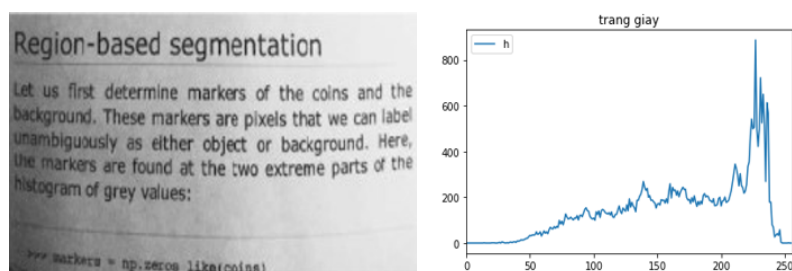 Region-based segmentation
Let us first determine markers of the coins and the
background. These markers are pixels that we can label
unambiguously as either object or background. Here,
the markers are found at the two extreme parts of the
histogram of grey values:
>>> markers = np.zeros_like(coins)
trang giay
h
800
600
400
200
0
0 50 100 150 200 250